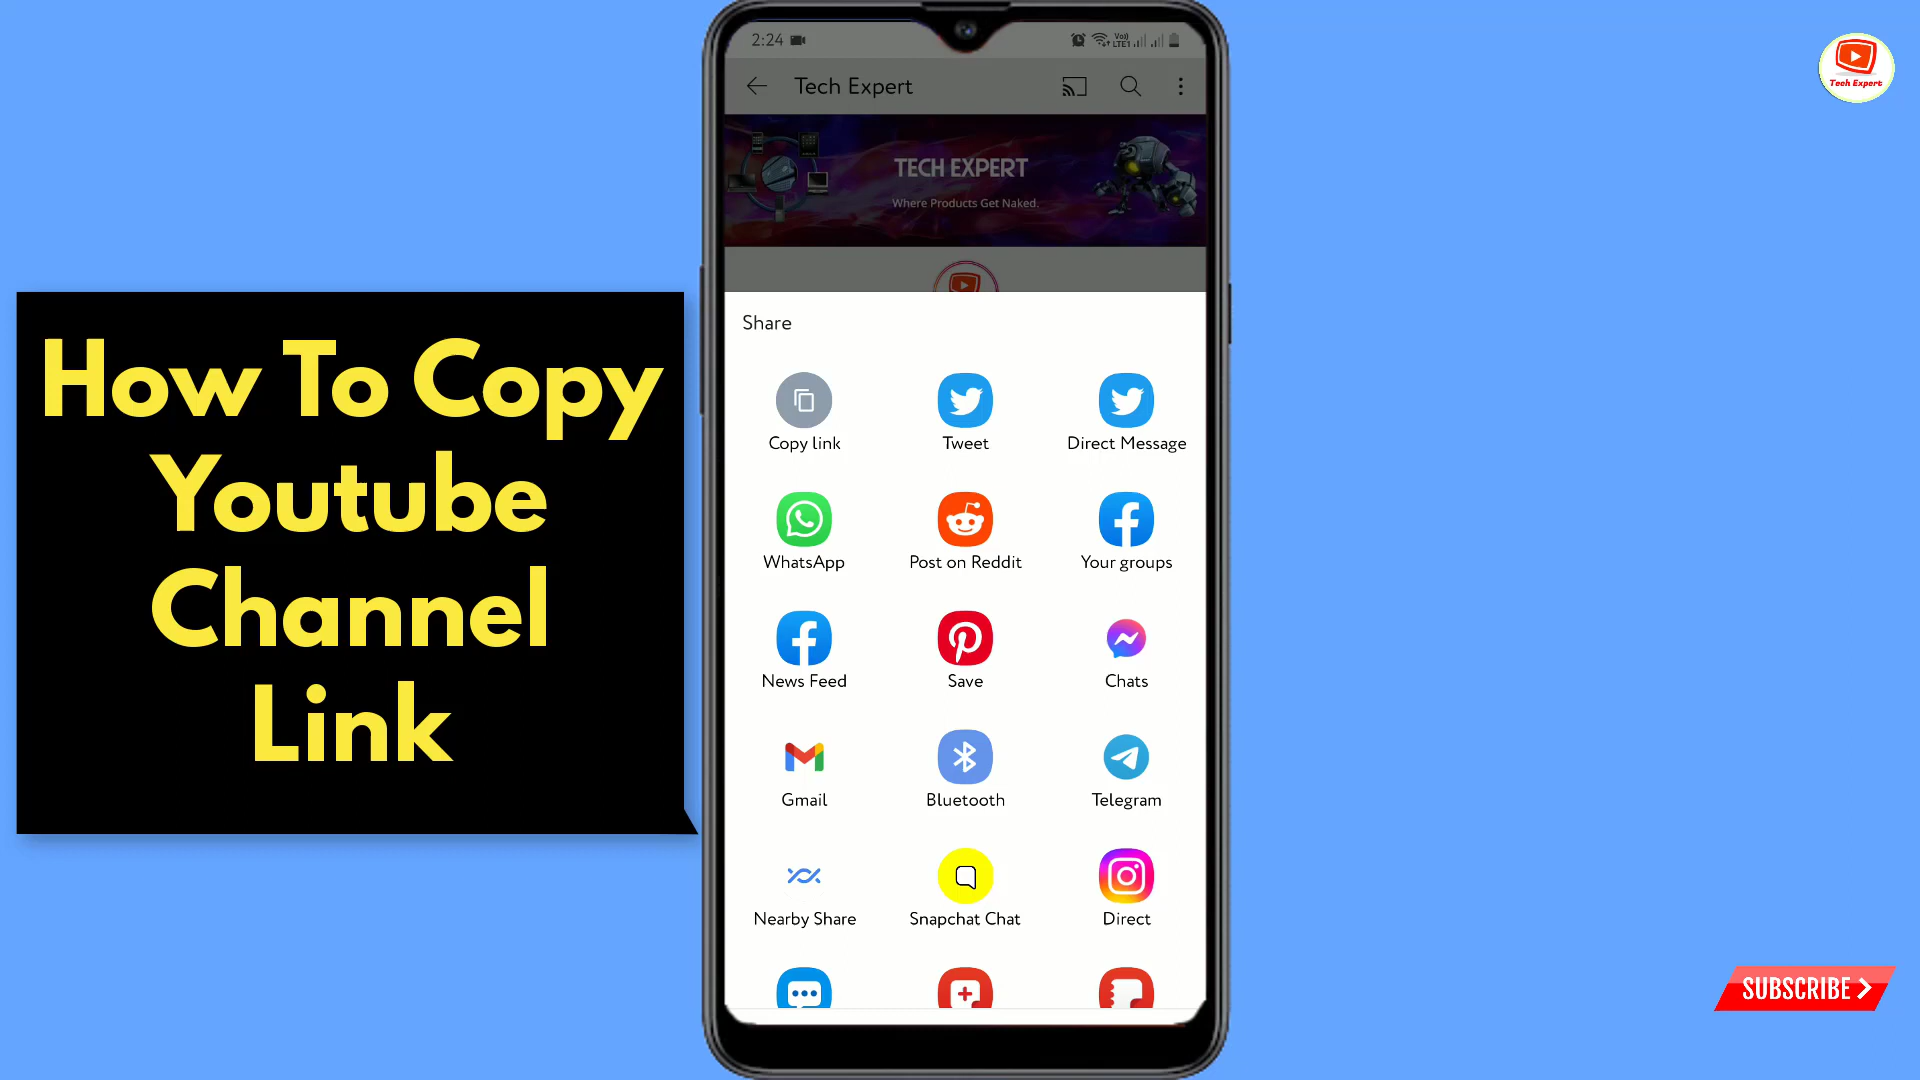 2:24
Vo))
LTE1
Tech Expert
TECH EXPERT
Where Products Get Naked.
Tech Expert
How To Copy
Youtube
Channel
Link
Share
Copy link
Tweet
Direct Message
WhatsApp
Post on Reddit
Your groups
News Feed
Save
Chats
Gmail
Bluetooth
Telegram
Nearby Share
Snapchat Chat
Direct
SUBSCRIBE